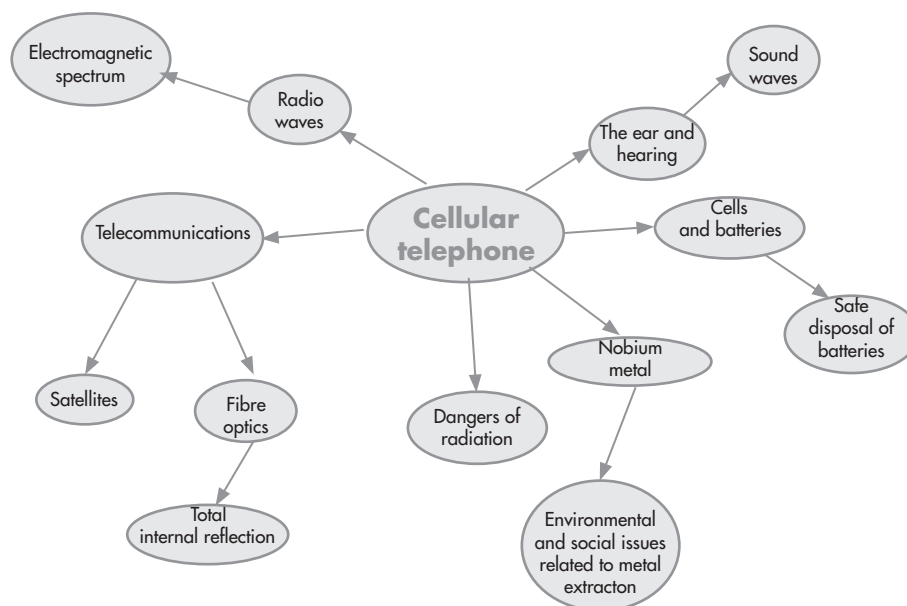 Electromagnetic
spectrum
Radio
waves
Sound
waves
The ear and
hearing
Telecommunications
Cellular
telephone
Cells
and batteries
Safe
disposal of
batteries
Nobium
metal
Satellites
Fibre
optics
Dangers of
radiation
Total
internal reflection
Environmental
and social issues
related to metal
extracton